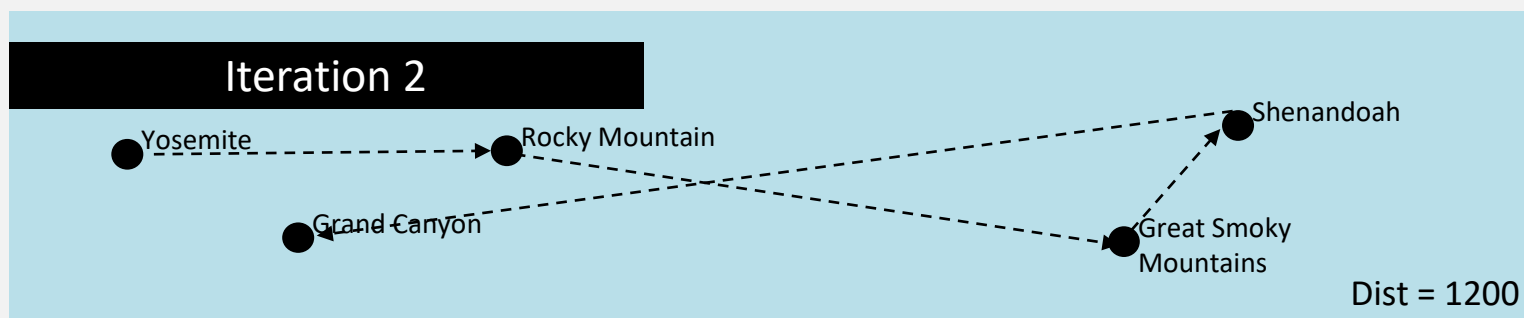 Iteration 2
Shenandoah
Yosemite
Rocky Mountain
Grand Canyon
Great Smoky
Mountains
Dist = 1200